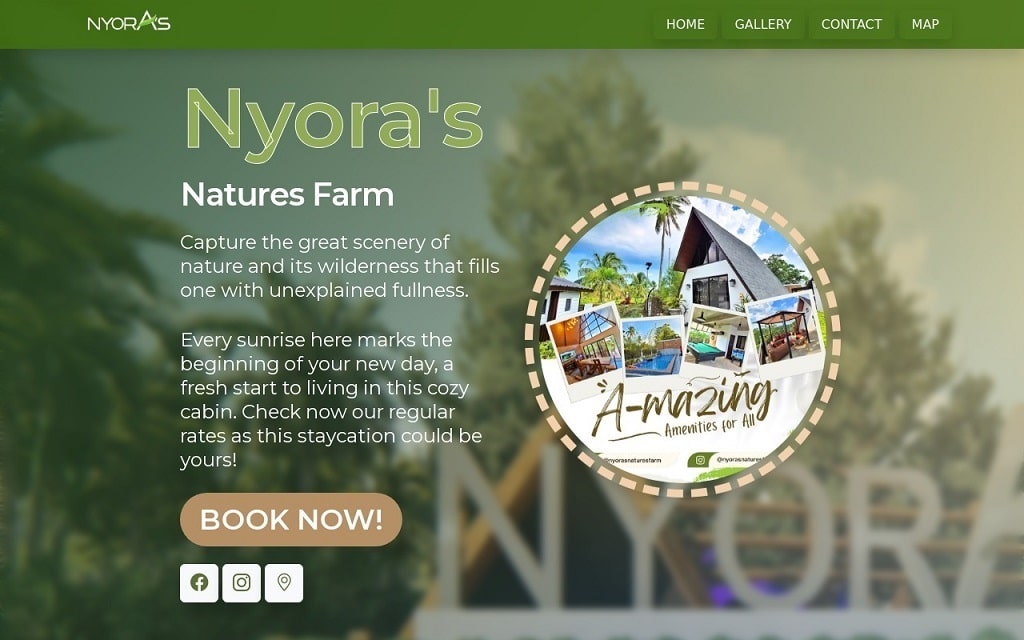 NYORA'S
HOME GALLERY CONTACT MAP
Nyora's
Natures Farm
Capture the great scenery of
nature and its wilderness that fills
one with unexplained fullness.
Every sunrise here marks the
beginning of your new day, a
fresh start to living in this cozy
cabin. Check now our regular
rates as this staycation could be
yours!
BOOK NOW!
A-mazing
Amenities for All
NYORA